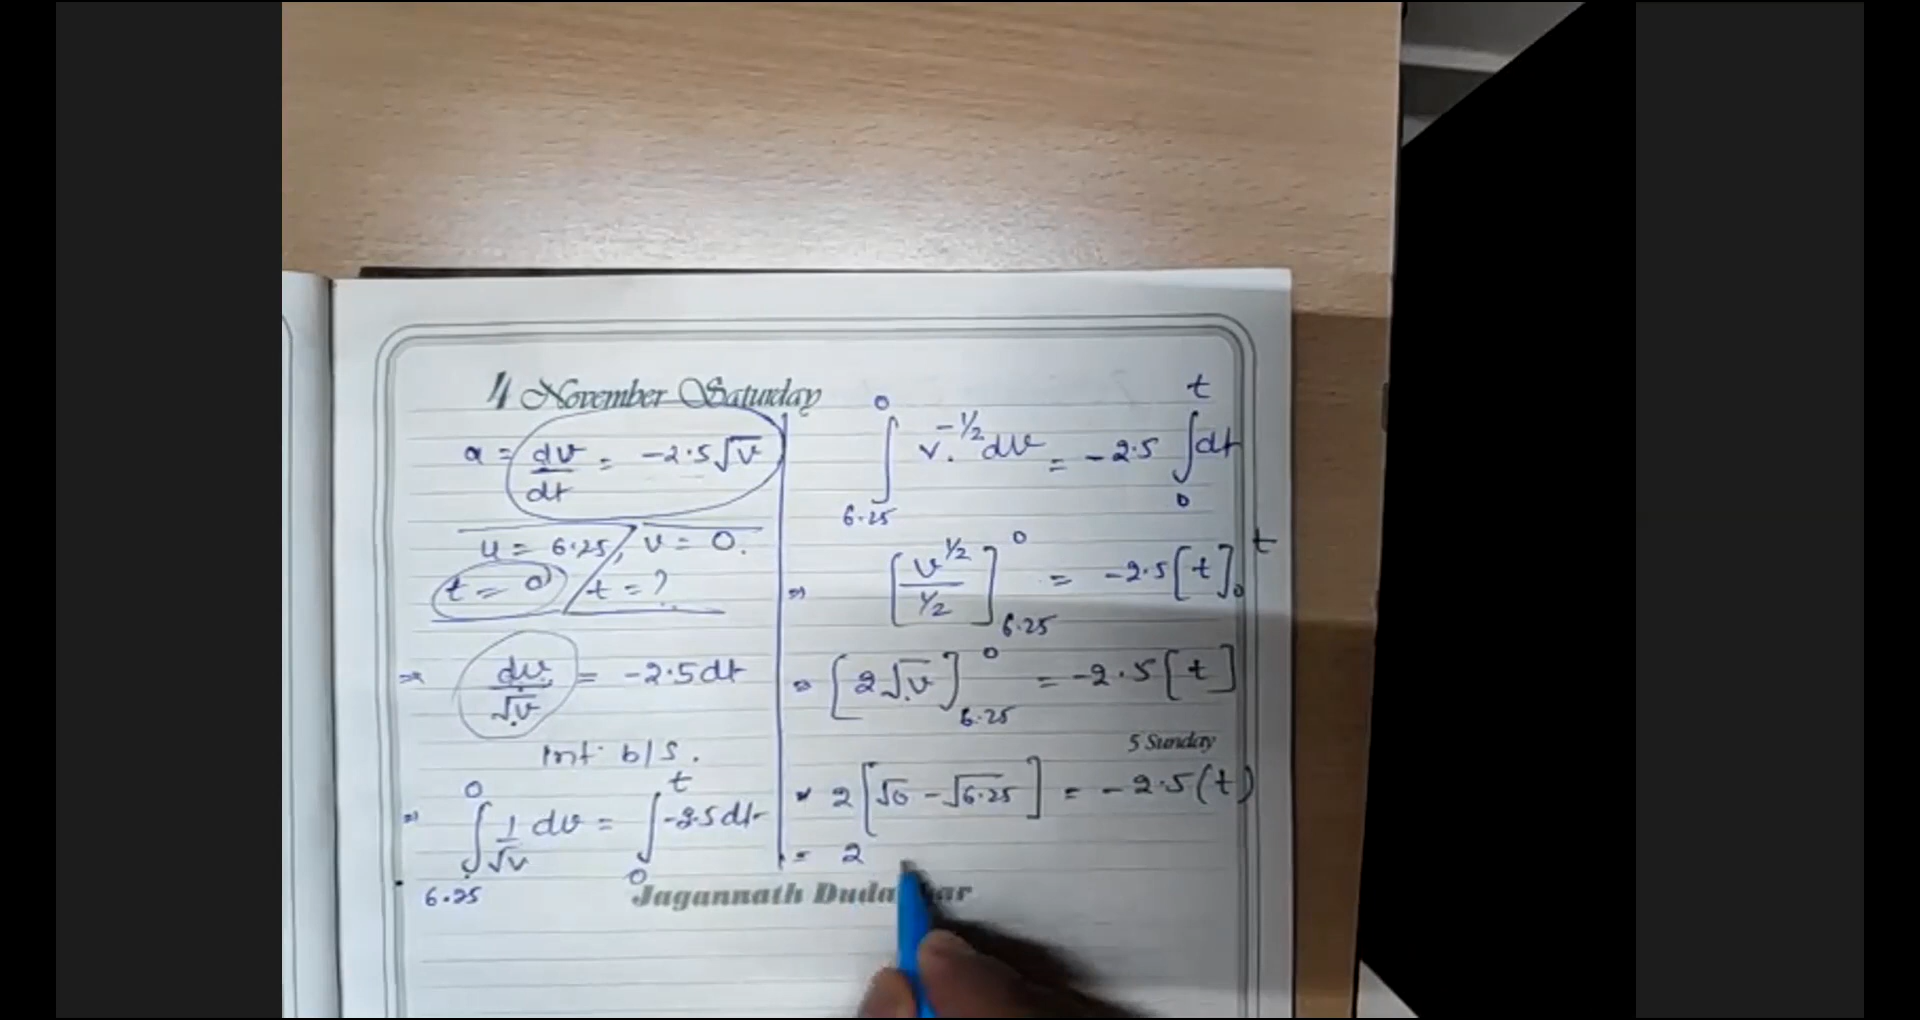 4 November Saturday
a = dv/dt = -2.5√v
u = 6.25, v = 0.
t = 0 / t = ?
⇒ dv/√v = -2.5dt
Int. b/s.
⇒ ∫_{6.25}^{0} 1/√v dv = ∫_{0}^{t} -2.5dt
∫_{6.25}^{0} v^{-1/2} dv = -2.5 ∫_{0}^{t} dt
⇒ [v^{1/2} / 1/2]_{6.25}^{0} = -2.5[t]_{0}^{t}
⇒ [2√v]_{6.25}^{0} = -2.5[t]
5 Sunday
2[√0 - √6.25] = -2.5(t)
= 2
Jagannath